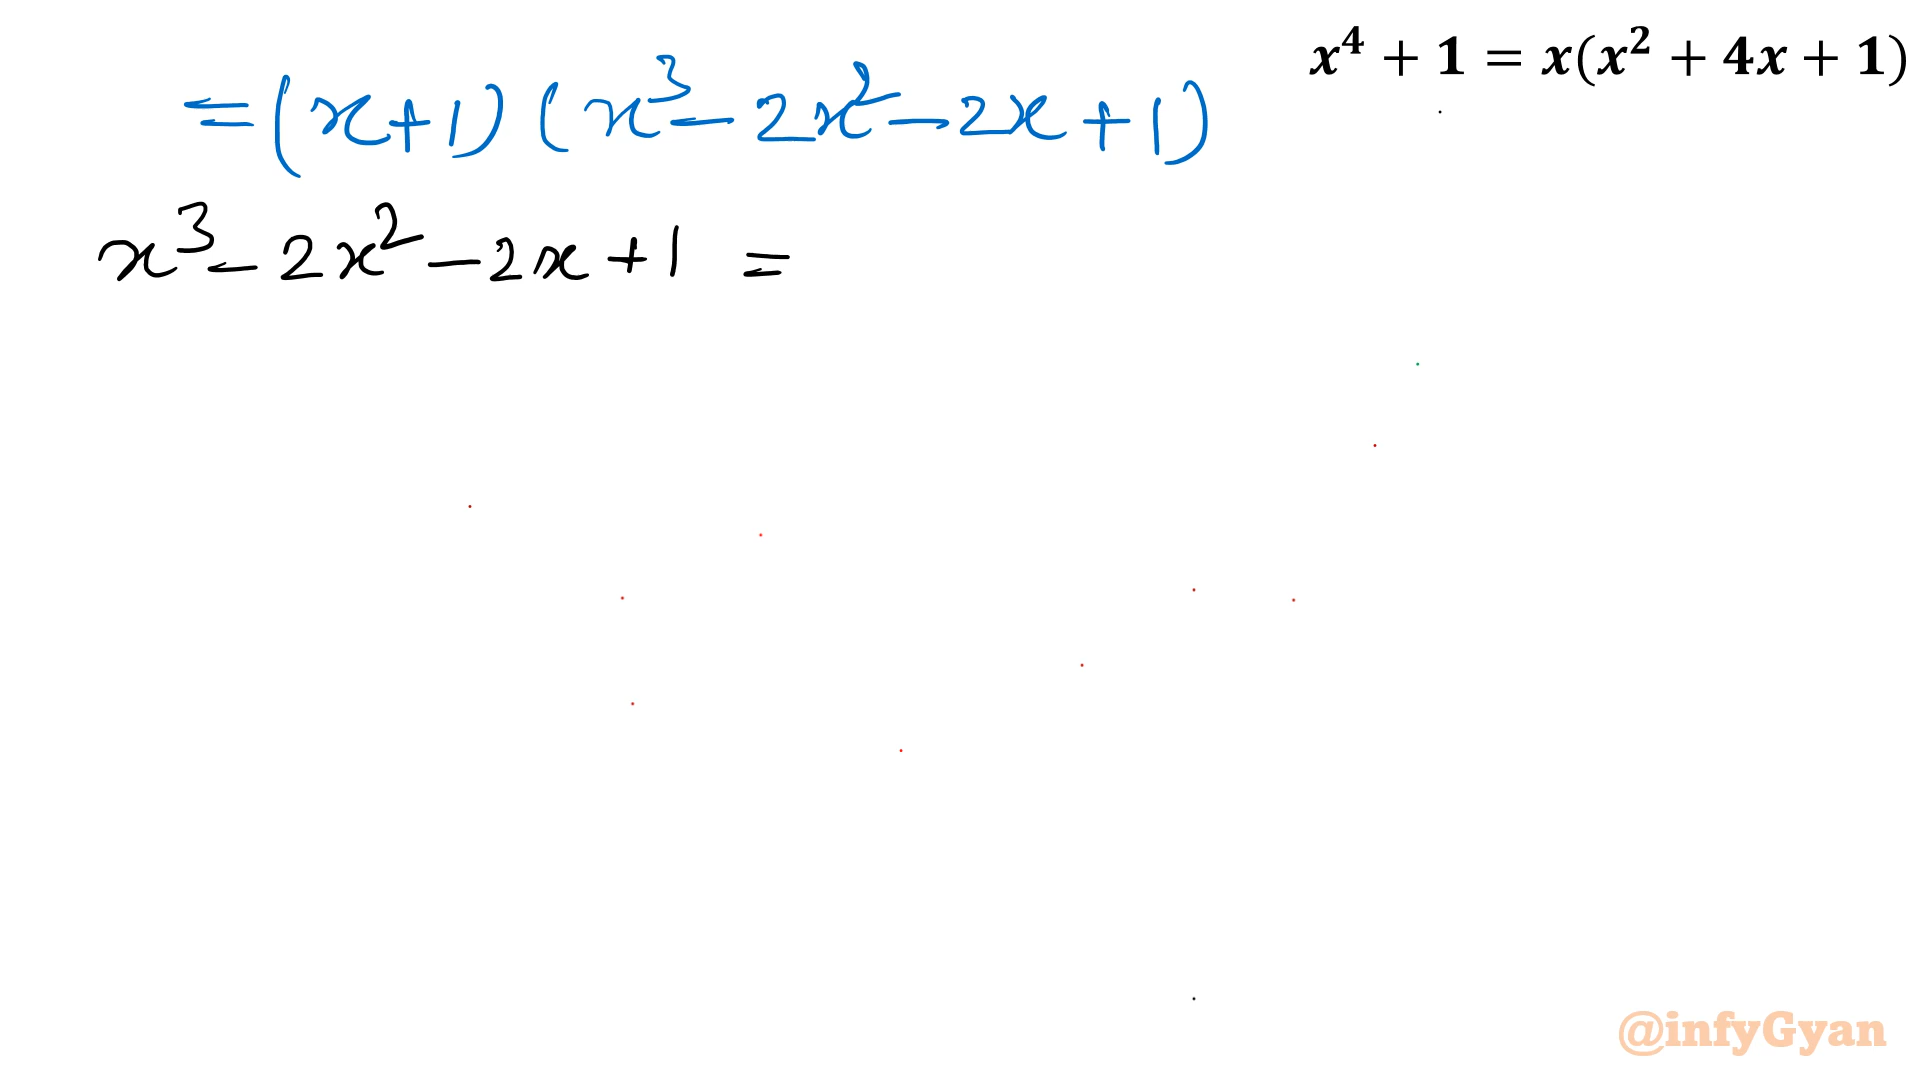 x⁴ + 1 = x(x² + 4x + 1)
= (x+1) (x³ - 2x² - 2x + 1)
x³ - 2x² - 2x + 1 =
@infyGyan